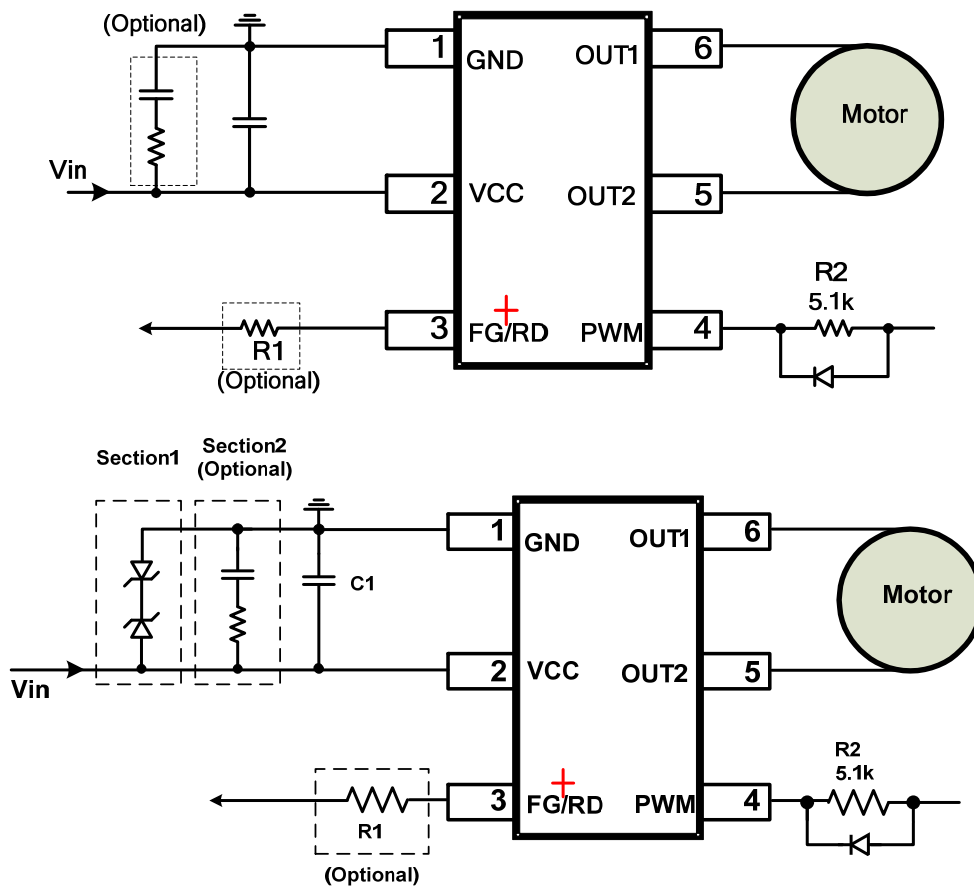 (Optional)
1
GND
OUT1
6
Motor
Vin
2
VCC
OUT2
5
R2
5.1k
R1
(Optional)
3
FG/RD
PWM
4
Section1
Section2
(Optional)
1
GND
OUT1
6
C1
Motor
Vin
2
VCC
OUT2
5
R2
5.1k
R1
(Optional)
3
FG/RD
PWM
4